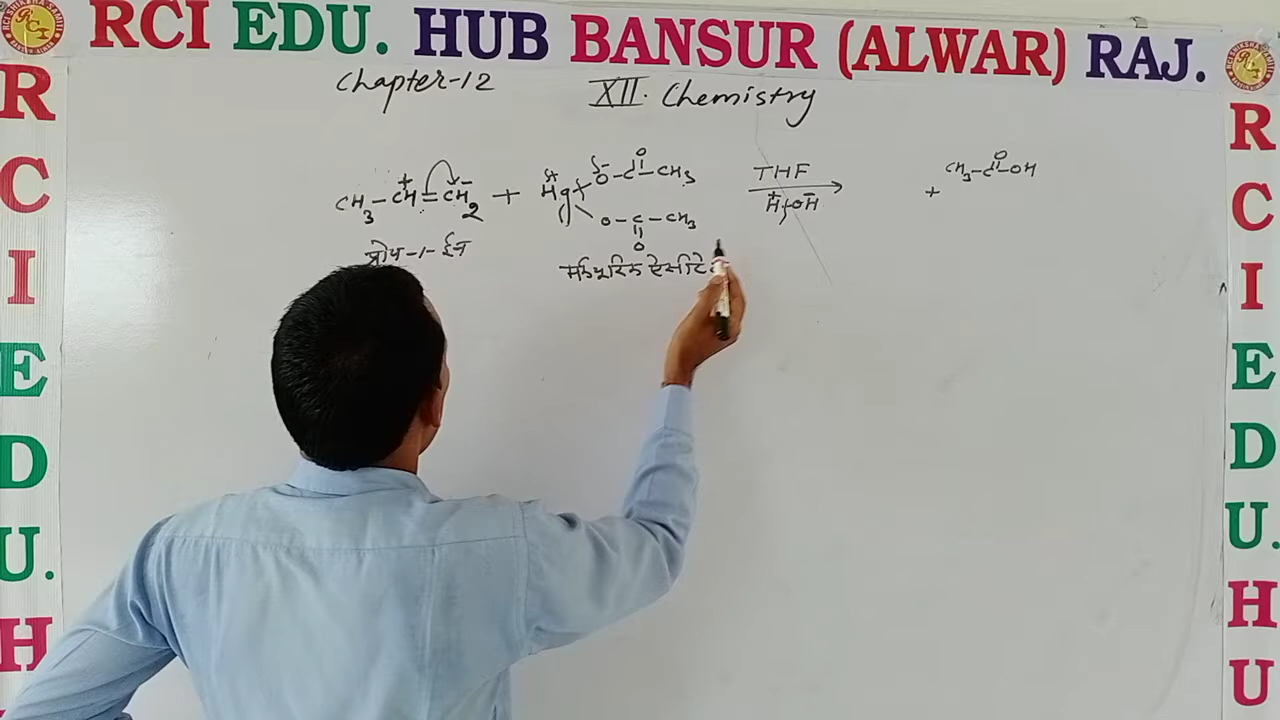 RCI EDU. HUB BANSUR (ALWAR) RAJ.
Chapter-12 XII. Chemistry
CH3-CH=CH2 + Hg
O-C-CH3
O
O-C-CH3
O
THF
H+OH
+ CH3-C-OH
O
प्रोप-1-ईन
मर्क्यूरिक ऐसीटे
R
C
I
E
D
U.
H
R
C
I
E
D
U.
H
U